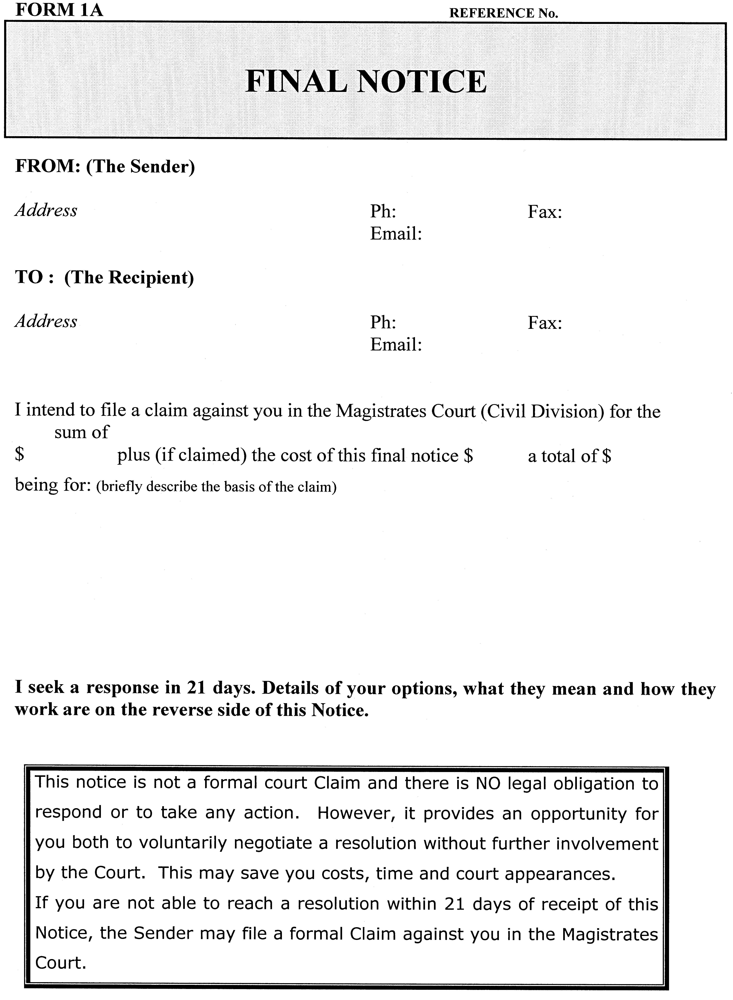 FORM 1A REFERENCE No.
FINAL NOTICE
FROM: (The Sender)
Address Ph: Fax:
Email:
TO : (The Recipient)
Address Ph: Fax:
Email:
I intend to file a claim against you in the Magistrates Court (Civil Division) for the
sum of
$ plus (if claimed) the cost of this final notice $ a total of $
being for: (briefly describe the basis of the claim)
I seek a response in 21 days. Details of your options, what they mean and how they
work are on the reverse side of this Notice.
This notice is not a formal court Claim and there is NO legal obligation to
respond or to take any action. However, it provides an opportunity for
you both to voluntarily negotiate a resolution without further involvement
by the Court. This may save you costs, time and court appearances.
If you are not able to reach a resolution within 21 days of receipt of this
Notice, the Sender may file a formal Claim against you in the Magistrates
Court.